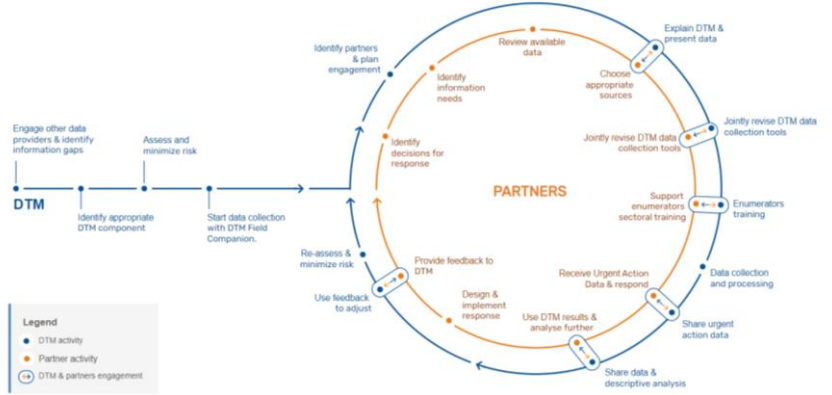 Engage other data
providers & identify
information gaps
Assess and
minimize risk
DTM
Identify appropriate
DTM component
Start data collection
with DTM Field
Companion.
Identify partners
& plan
engagement
Explain DTM &
present data
Jointly revise DTM data
collection tools
Enumerators
training
Data collection
and processing
Share urgent
action data
Share data &
descriptive analysis
Use feedback
to adjust
Re-assess &
minimize risk
Review available
data
Identify
information
needs
Choose
appropriate
sources
Identify
decisions for
response
Jointly revise DTM data
collection tools
PARTNERS
Support
enumerators
sectoral training
Receive Urgent Action
Data & respond
Use DTM results &
analyse further
Design &
implement
response
Provide feedback to
DTM
Legend
DTM activity
Partner activity
DTM & partners engagement